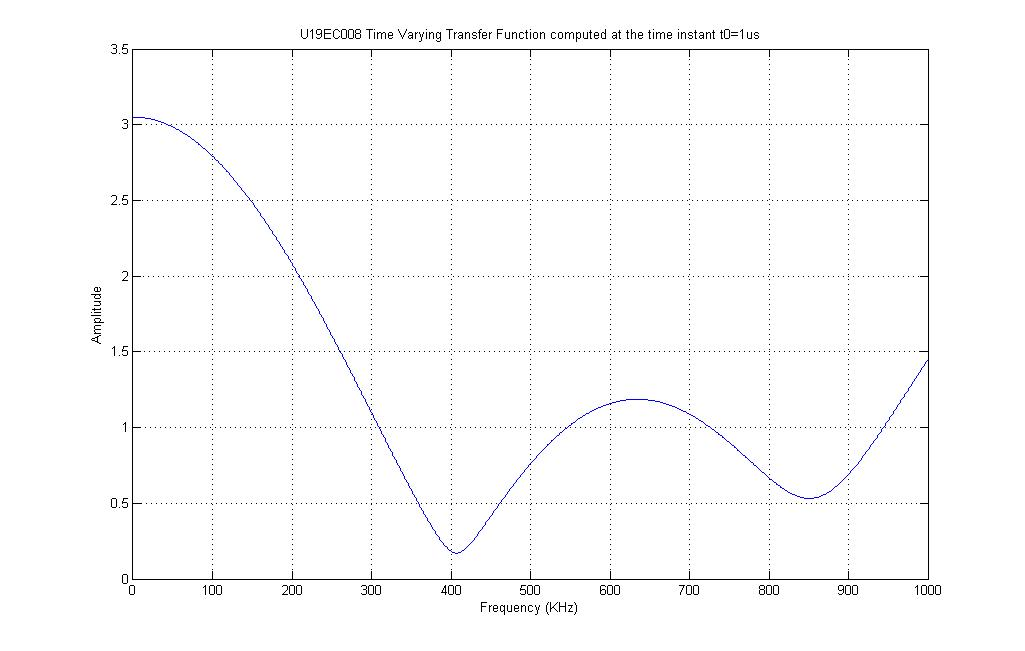 U19EC008 Time Varying Transfer Function computed at the time instant t0=1us
3.5
3
2.5
2
1.5
1
0.5
0
Amplitude
0 100 200 300 400 500 600 700 800 900 1000
Frequency (KHz)